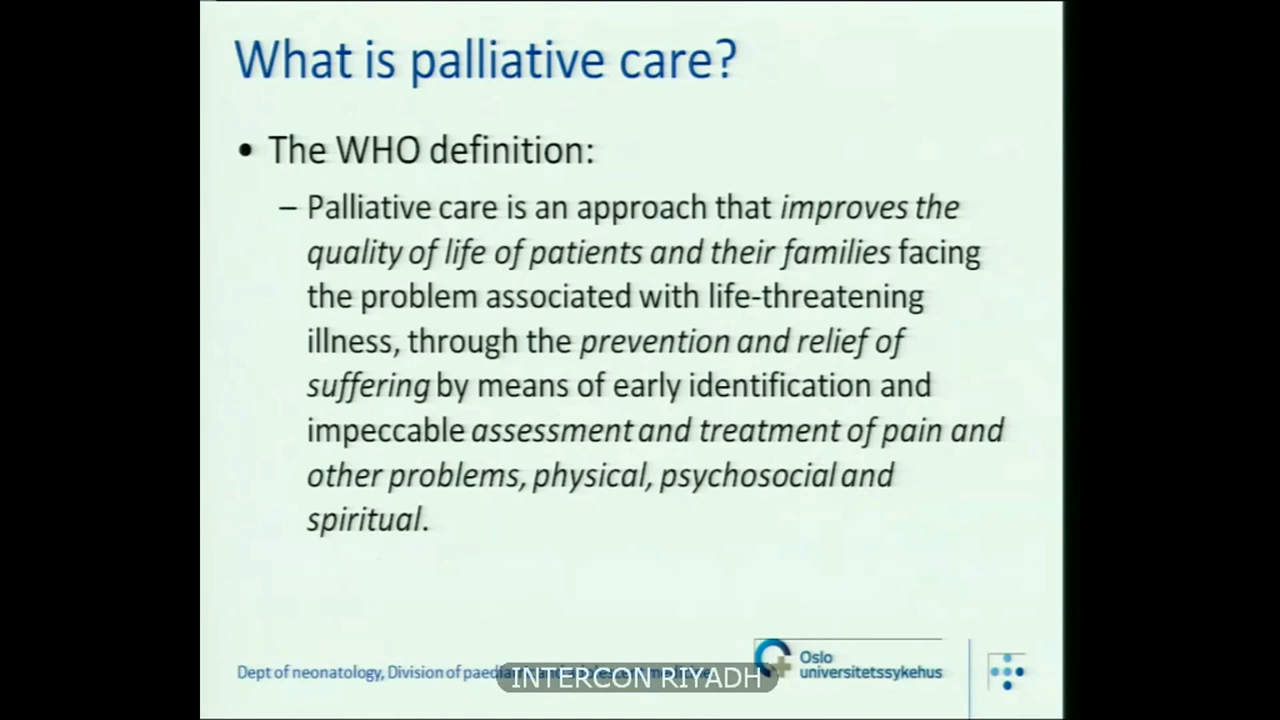 What is palliative care?
• The WHO definition:
– Palliative care is an approach that improves the
quality of life of patients and their families facing
the problem associated with life-threatening
illness, through the prevention and relief of
suffering by means of early identification and
impeccable assessment and treatment of pain and
other problems, physical, psychosocial and
spiritual.
Dept of neonatology, Division of
INTERCON RIYADH
Oslo
universitetssykehus